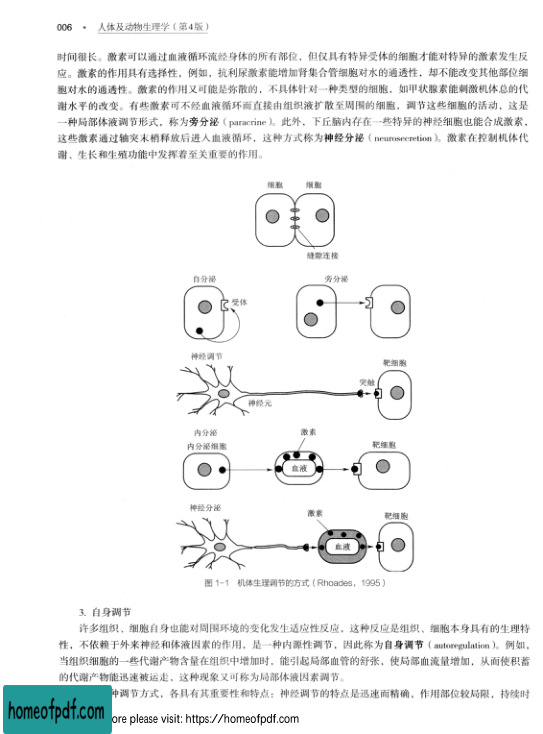 006 • 人体及动物生理学(第4版)
时间很长。激素可以通过血液循环流经身体的所有部位，但仅具有特异受体的细胞才能对特异的激素发生反
应。激素的作用具有选择性，例如，抗利尿激素能增加肾集合管细胞对水的通透性，却不能改变其他部位细
胞对水的通透性。激素的作用又可能是弥散的，不具体针对一种类型的细胞，如甲状腺素能刺激机体总的代
谢水平的改变。有些激素可不经血液循环而直接由组织液扩散至周围的细胞，调节这些细胞的活动，这是
一种局部体液调节形式，称为旁分泌（paracrine）。此外，下丘脑内存在一些特异的神经细胞也能合成激素，
这些激素通过轴突末梢释放后进入血液循环，这种方式称为神经分泌（neurosecretion）。激素在控制机体代
谢、生长和生殖功能中发挥着至关重要的作用。
细胞 细胞
缝隙连接
自分泌 旁分泌
受体
神经调节 靶细胞
突触
神经元
内分泌 激素
内分泌细胞 靶细胞
血液
神经分泌 激素 靶细胞
血液
图 1-1 机体生理调节的方式（Rhoades，1995）
3. 自身调节
许多组织、细胞自身也能对周围环境的变化发生适应性反应，这种反应是组织、细胞本身具有的生理特
性，不依赖于外来神经和体液因素的作用，是一种内源性调节，因此称为自身调节（autoregulation）。例如，
当组织细胞的一些代谢产物含量在组织中增加时，能引起局部血管的舒张，使局部血流量增加，从而使积蓄
的代谢产物能迅速被运走，这种现象又可称为局部体液因素调节。
种调节方式，各具有其重要性和特点：神经调节的特点是迅速而精确，作用部位较局限，持续时
homeofpdf.com
ore please visit: https://homeofpdf.com